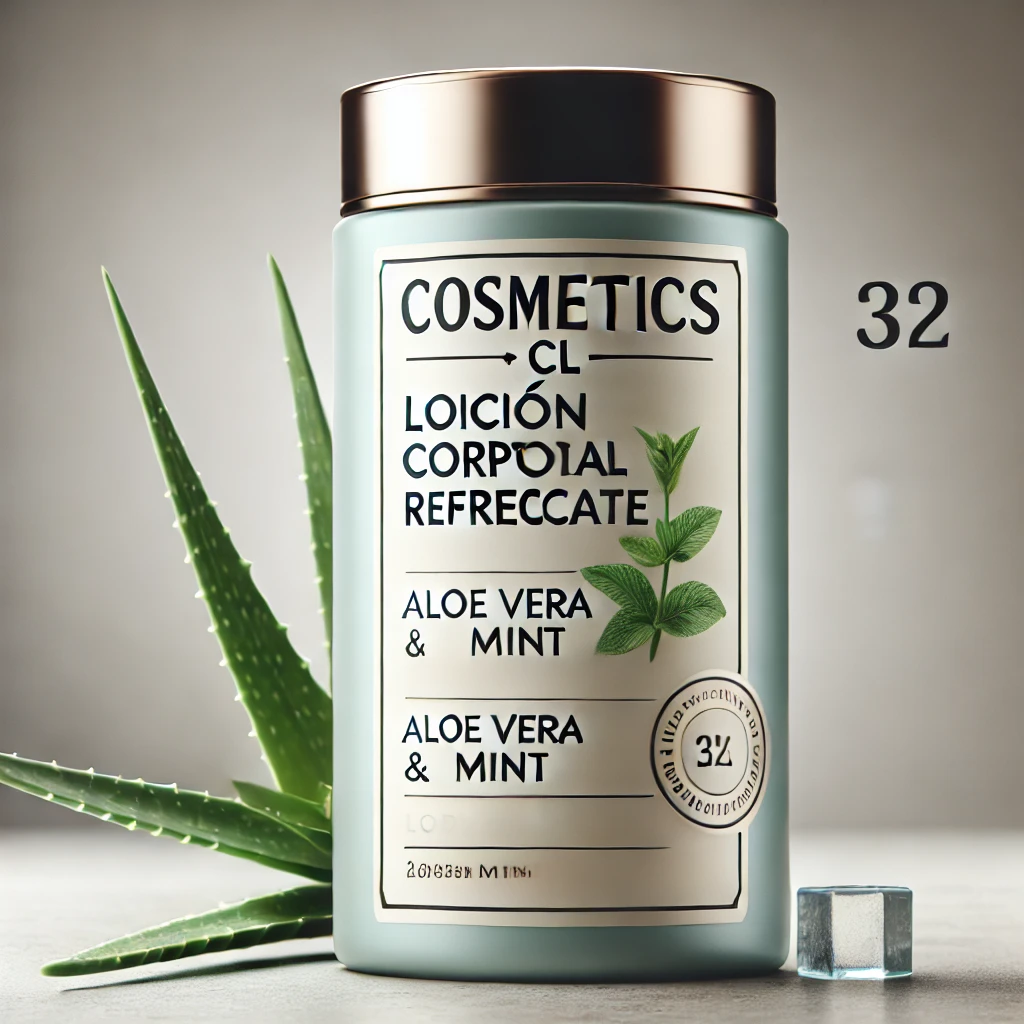 COSMETICS
CL
LOICIÓN
CORPOIAL
REFRECCATE
ALOE VERA
& MINT
ALOE VERA
& MINT
32